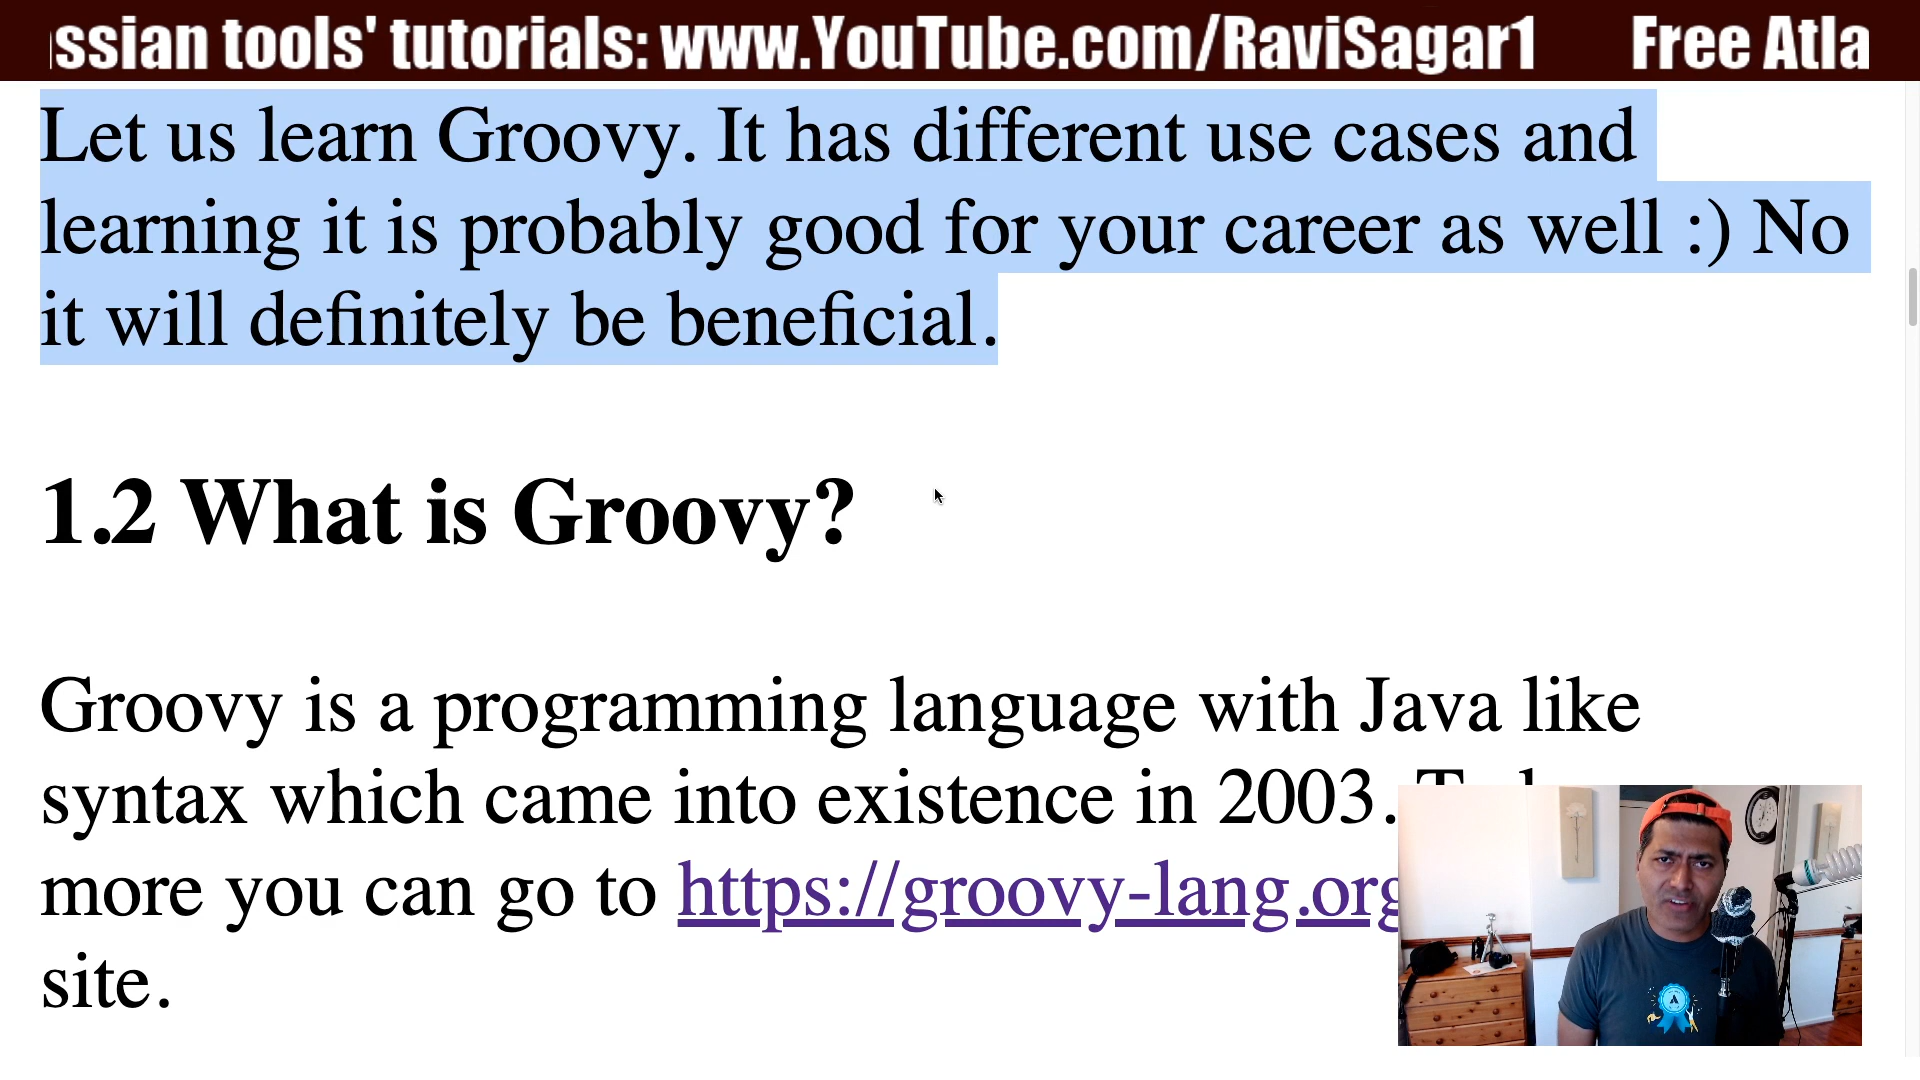 ssian tools' tutorials: www.YouTube.com/RaviSagar1 Free Atla
Let us learn Groovy. It has different use cases and
learning it is probably good for your career as well :) No
it will definitely be beneficial.
1.2 What is Groovy?
Groovy is a programming language with Java like
syntax which came into existence in 2003.
more you can go to https://groovy-lang.org
site.